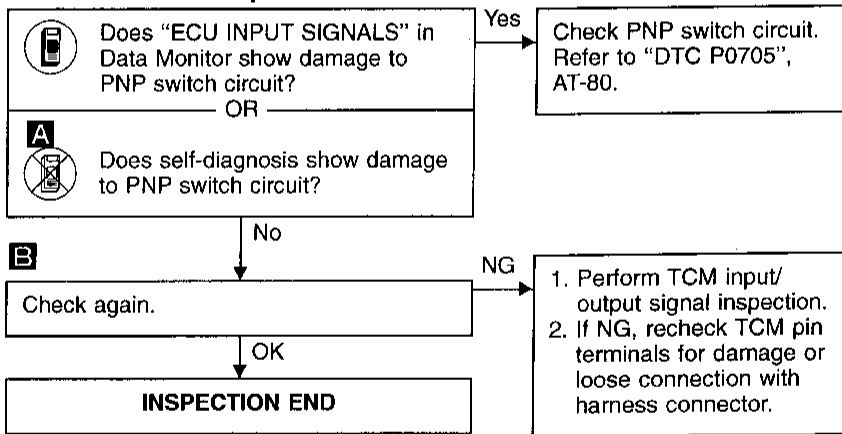 Does “ECU INPUT SIGNALS” in
Data Monitor show damage to
PNP switch circuit?
Yes
Check PNP switch circuit.
Refer to “DTC P0705”,
AT-80.
OR
A
Does self-diagnosis show damage
to PNP switch circuit?
No
B
Check again.
NG
1. Perform TCM input/
output signal inspection.
2. If NG, recheck TCM pin
terminals for damage or
loose connection with
harness connector.
OK
INSPECTION END